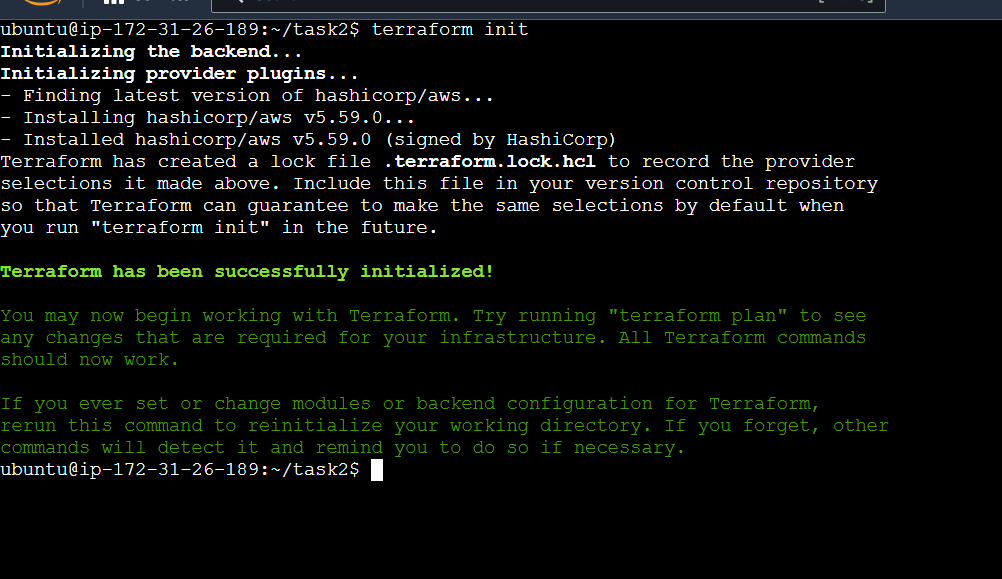 ubuntu@ip-172-31-26-189:~/task2$ terraform init
Initializing the backend...
Initializing provider plugins...
- Finding latest version of hashicorp/aws...
- Installing hashicorp/aws v5.59.0...
- Installed hashicorp/aws v5.59.0 (signed by HashiCorp)
Terraform has created a lock file .terraform.lock.hcl to record the provider
selections it made above. Include this file in your version control repository
so that Terraform can guarantee to make the same selections by default when
you run "terraform init" in the future.
Terraform has been successfully initialized!
You may now begin working with Terraform. Try running "terraform plan" to see
any changes that are required for your infrastructure. All Terraform commands
should now work.
If you ever set or change modules or backend configuration for Terraform,
rerun this command to reinitialize your working directory. If you forget, other
commands will detect it and remind you to do so if necessary.
ubuntu@ip-172-31-26-189:~/task2$